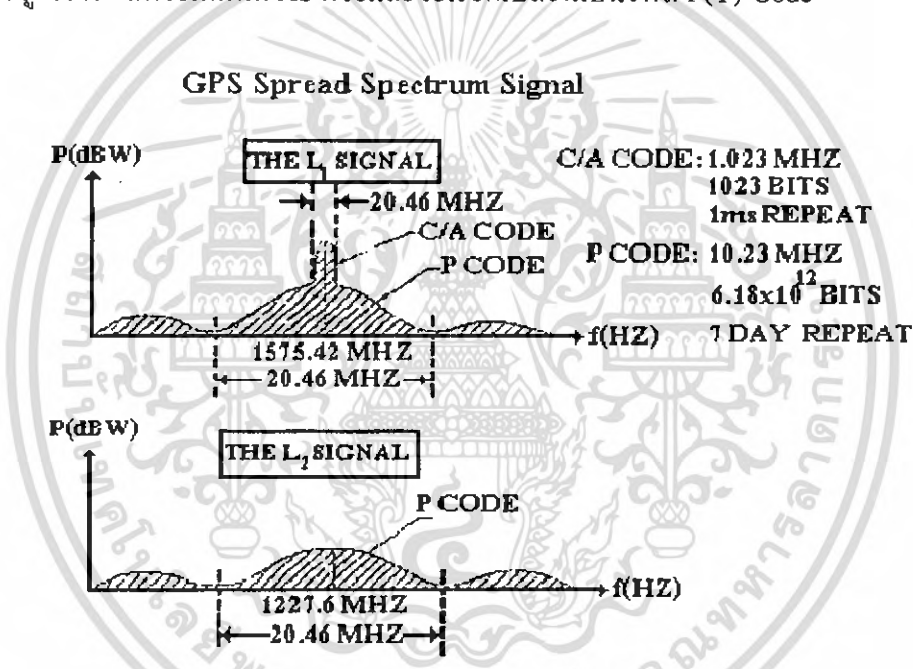 P(Y) Code
GPS Spread Spectrum Signal
P(dBW)
THE L1 SIGNAL
20.46 MHZ
C/A CODE
P CODE
C/A CODE: 1.023 MHZ
1023 BITS
1ms REPEAT
P CODE: 10.23 MHZ
6.18x10^12 BITS
7 DAY REPEAT
f(HZ)
1575.42 MHZ
20.46 MHZ
P(dBW)
THE L2 SIGNAL
P CODE
f(HZ)
1227.6 MHZ
20.46 MHZ